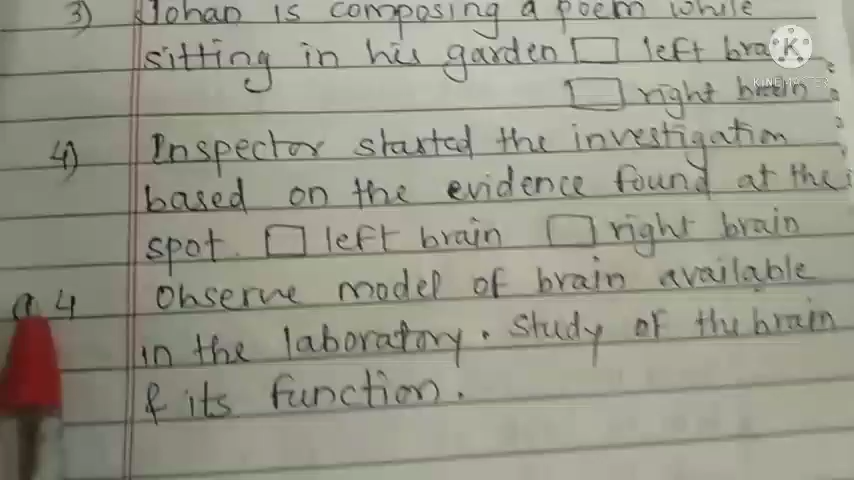 3) Johan is composing a poem while
sitting in his garden □ left brain
□ right brain
4) Inspector started the investigation
based on the evidence found at the
spot. □ left brain □ right brain
Q.4 Observe model of brain available
in the laboratory. Study of the brain
& its function.
K
KINEMASTER